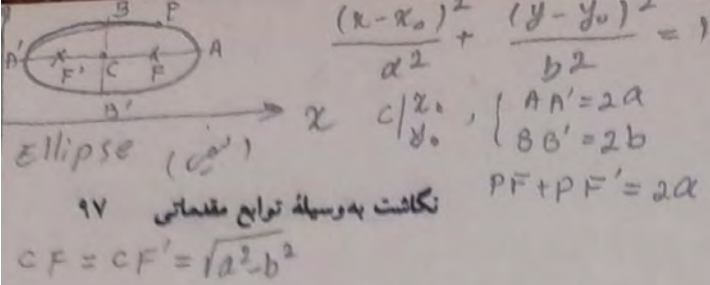 B P
(x-x₀)² / a² + (y-y₀)² / b² = 1
A' F' C F A
B'
x
C | x₀ y₀ , { AA'=2a
BB'=2b
Ellipse
PF+PF'=2a
نگاشت به‌وسیلهٔ توابع مقدماتی ۹۷
CF = CF' = √a²-b²